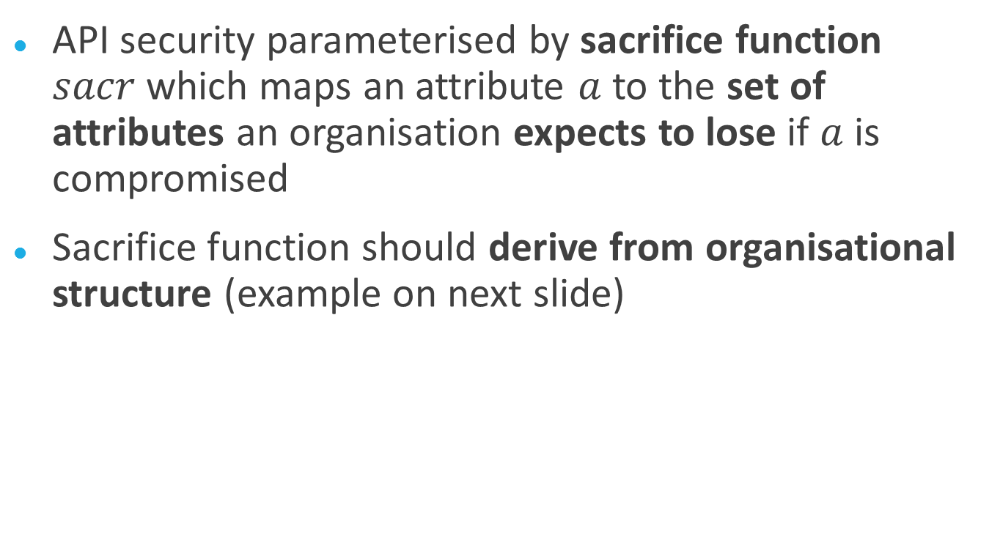 • API security parameterised by sacrifice function
𝑠𝑎𝑐𝑟 which maps an attribute 𝑎 to the set of
attributes an organisation expects to lose if 𝑎 is
compromised
• Sacrifice function should derive from organisational
structure (example on next slide)